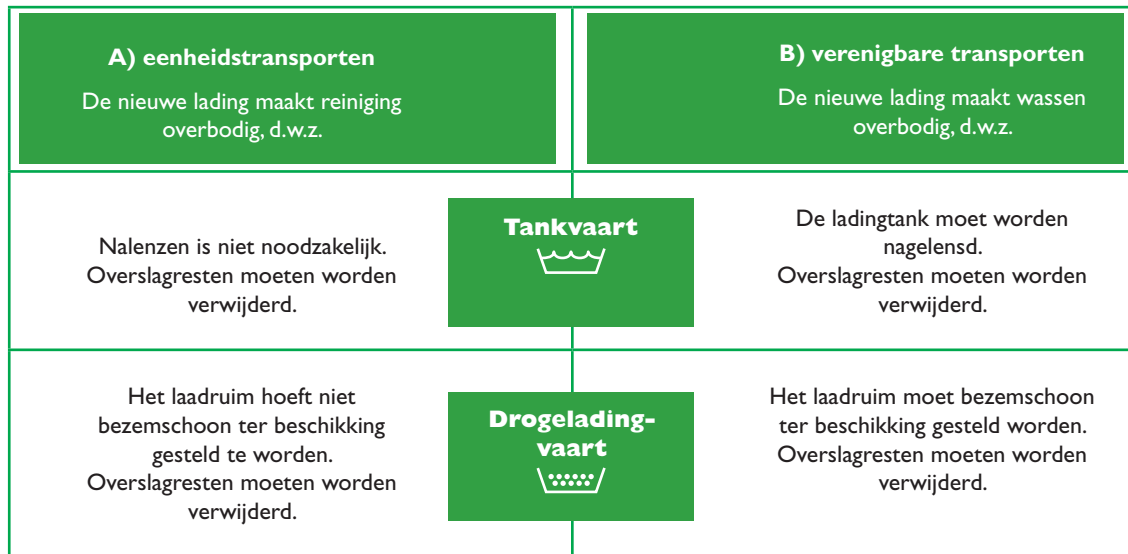 A) eenheidstransporten
De nieuwe lading maakt reiniging
overbodig, d.w.z.
B) verenigbare transporten
De nieuwe lading maakt wassen
overbodig, d.w.z.
Nalenzen is niet noodzakelijk.
Overslagresten moeten worden
verwijderd.
Tankvaart
De ladingtank moet worden
nagelensd.
Overslagresten moeten worden
verwijderd.
Het laadruim hoeft niet
bezemschoon ter beschikking
gesteld te worden.
Overslagresten moeten worden
verwijderd.
Drogelading-
vaart
Het laadruim moet bezemschoon
ter beschikking gesteld worden.
Overslagresten moeten worden
verwijderd.